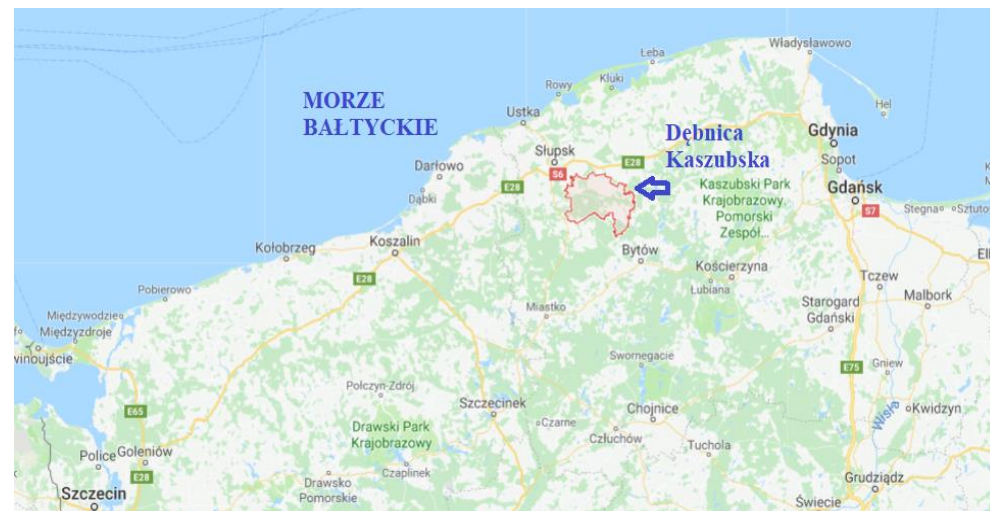 Władysławowo
Łeba
Kluki
Rowy
MORZE
BAŁTYCKIE
Hel
Ustka
Gdynia
Dębnica
Kaszubska
Słupsk
Sopot
E28
Darłowo
S6
Kaszubski Park
Krajobrazowy.
Pomorski
Zespół...
Gdańsk
E28
Dąbki
S7
Stegna
Sztuto
Koszalin
Kołobrzeg
Bytów
El
Kościerzyna
Tczew
E28
Łubiana
Pobierowo
Malbork
Miastko
Starogard
Gdański
Międzywodzie
Międzyzdroje
winoujście
Swornegacie
E75
Gniew
Połczyn-Zdrój
Szczecinek
Chojnice
Wisła
Kwidzyn
E65
Czarne
Drawski Park
Krajobrazowy
Człuchów
Tuchola
Police
Goleniów
Czaplinek
E28
Drawsko
Pomorskie
Grudziądz
Szczecin
Świecie